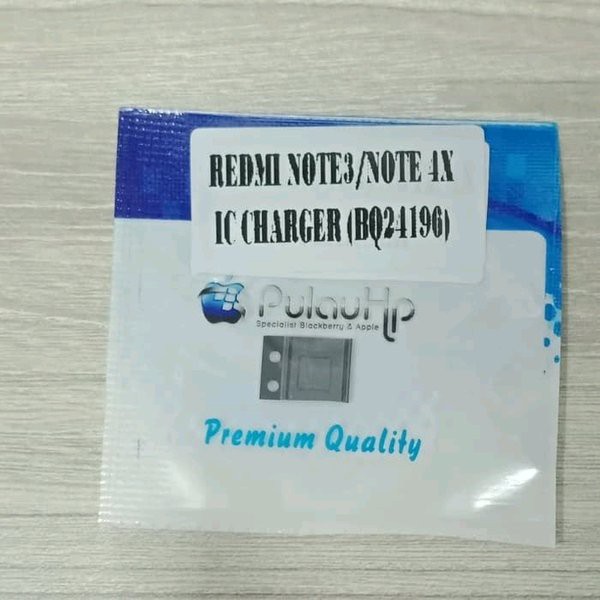 REDMI NOTE3/NOTE 4X
IC CHARGER (BQ24196)
PulauHp
Specialist Blackberry & Apple
Premium Quality